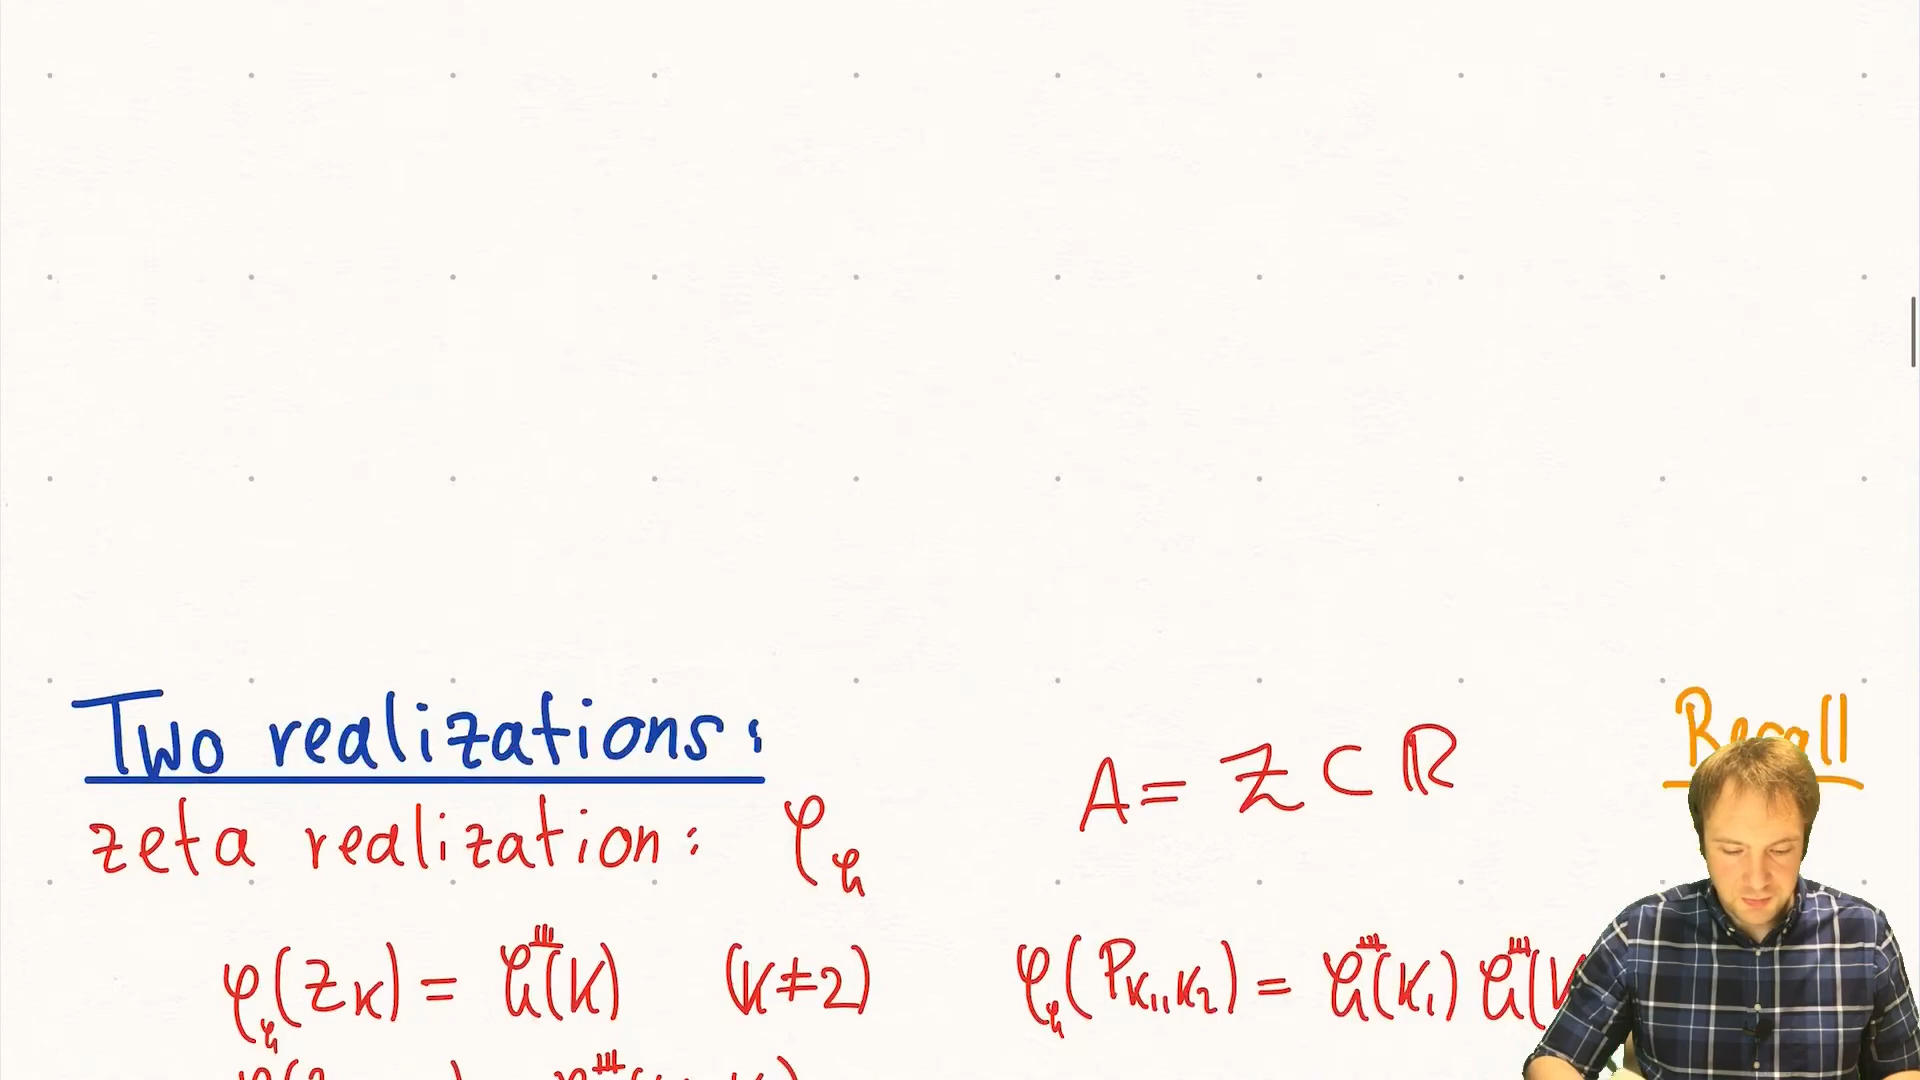 Two realizations:
A = Z ⊂ ℝ
Recall
zeta realization: φ_ζ
φ_ζ(Z_K) = ζ^ш(K) (K≠2)
φ_ζ(P_{K₁,K₂}) = ζ^ш(K₁) ζ^ш(